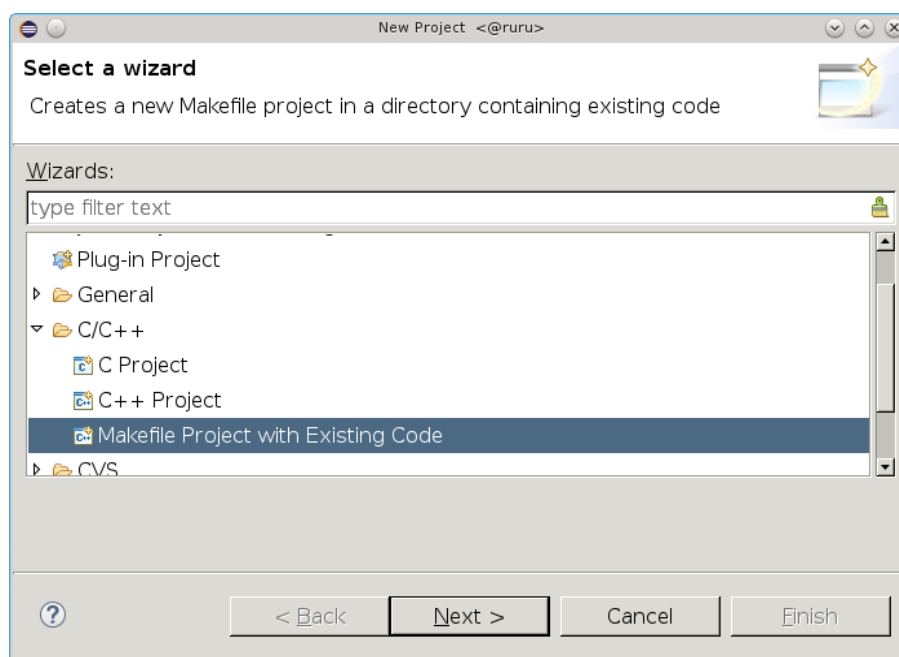 New Project <@ruru>
Select a wizard
Creates a new Makefile project in a directory containing existing code
Wizards:
type filter text
Plug-in Project
General
C/C++
C Project
C++ Project
Makefile Project with Existing Code
CVS
< Back Next > Cancel Finish